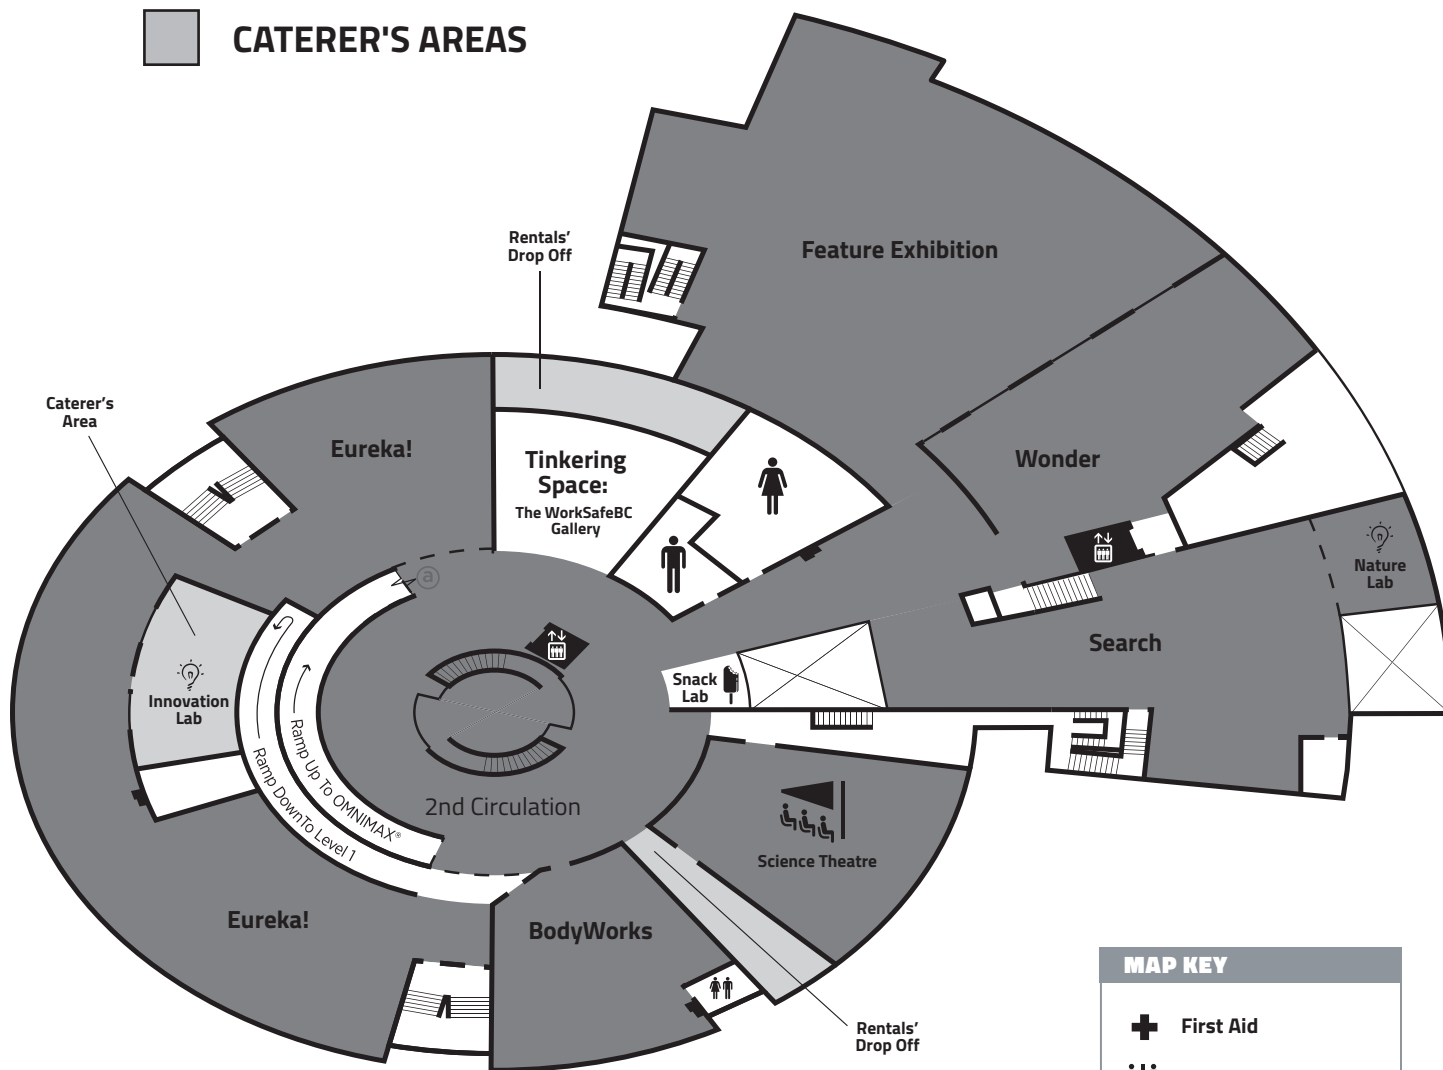 CATERER'S AREAS
Rentals'
Drop Off
Feature Exhibition
Caterer's
Area
Eureka!
Tinkering
Space:
The WorkSafeBC
Gallery
Wonder
Nature
Lab
a
Search
Snack
Lab
Innovation
Lab
Ramp Up To OMNIMAX®
Ramp DownTo Level 1
2nd Circulation
Science Theatre
Eureka!
BodyWorks
Rentals'
Drop Off
MAP KEY
First Aid